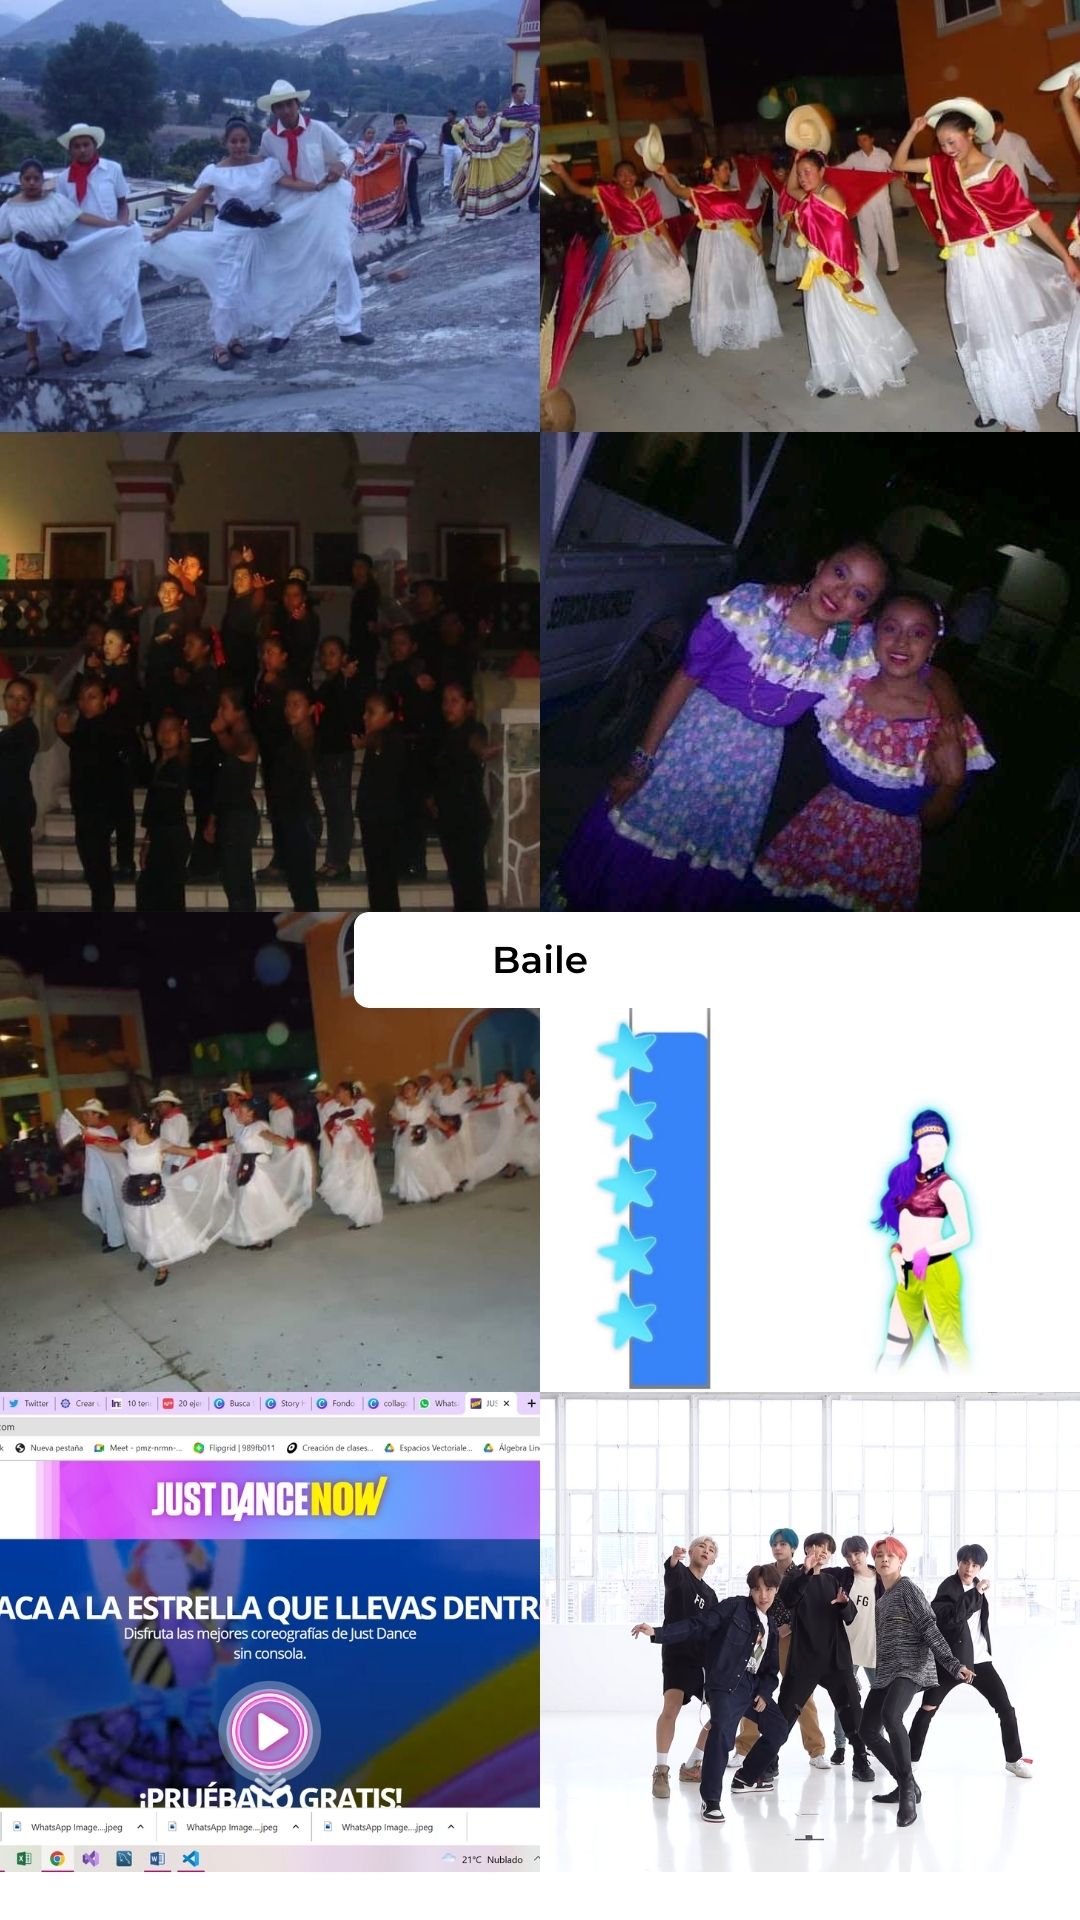 Baile
Twitter
Crear
10 ten
20 eje
Busca
Story
Fondo
collag
Whats
JUS
com
Nueva pestaña
Meet - pmz-nrmn-...
Flipgrid | 989fb011
Creación de clases...
Espacios Vectoriale...
Álgebra Lin
JUST DANCE NOW
ACA A LA ESTRELLA QUE LLEVAS DENTR
Disfruta las mejores coreografías de Just Dance
sin consola.
¡PRUÉBALO GRATIS!
WhatsApp Image....jpeg
WhatsApp Image....jpeg
WhatsApp Image....jpeg
21°C Nublado
FG
FG